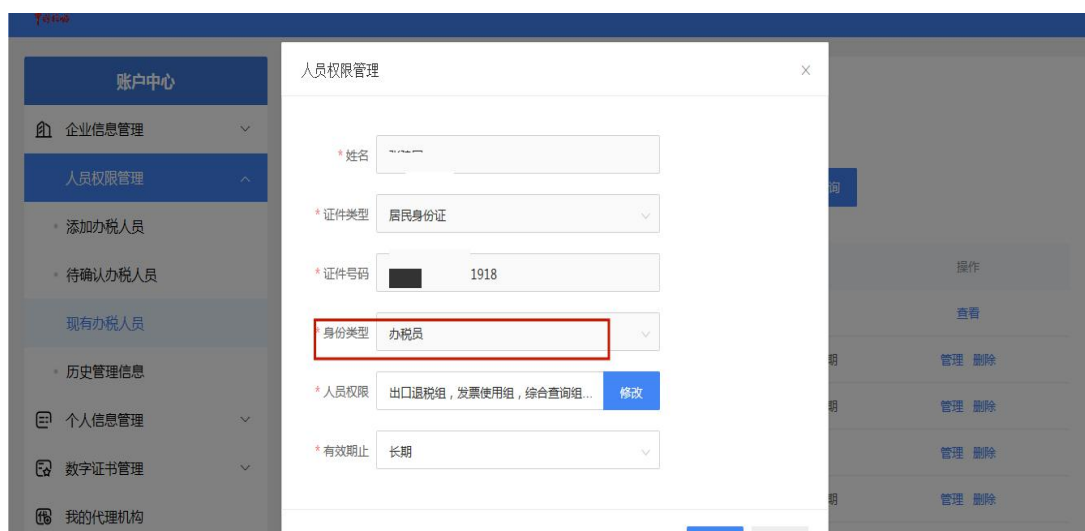 账户中心
企业信息管理
人员权限管理
添加办税人员
待确认办税人员
现有办税人员
历史管理信息
个人信息管理
数字证书管理
我的代理机构
人员权限管理
* 姓名
* 证件类型 居民身份证
* 证件号码 1918
* 身份类型 办税员
* 人员权限 出口退税组，发票使用组，综合查询组... 修改
* 有效期止 长期
询
操作
查看
期 管理 删除
期 管理 删除
管理 删除
期 管理 删除